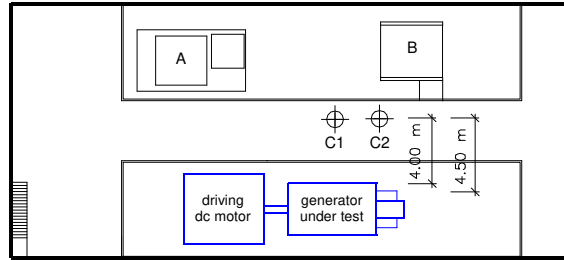 A
B
C1
C2
4.00 m
4.50 m
driving
dc motor
generator
under test